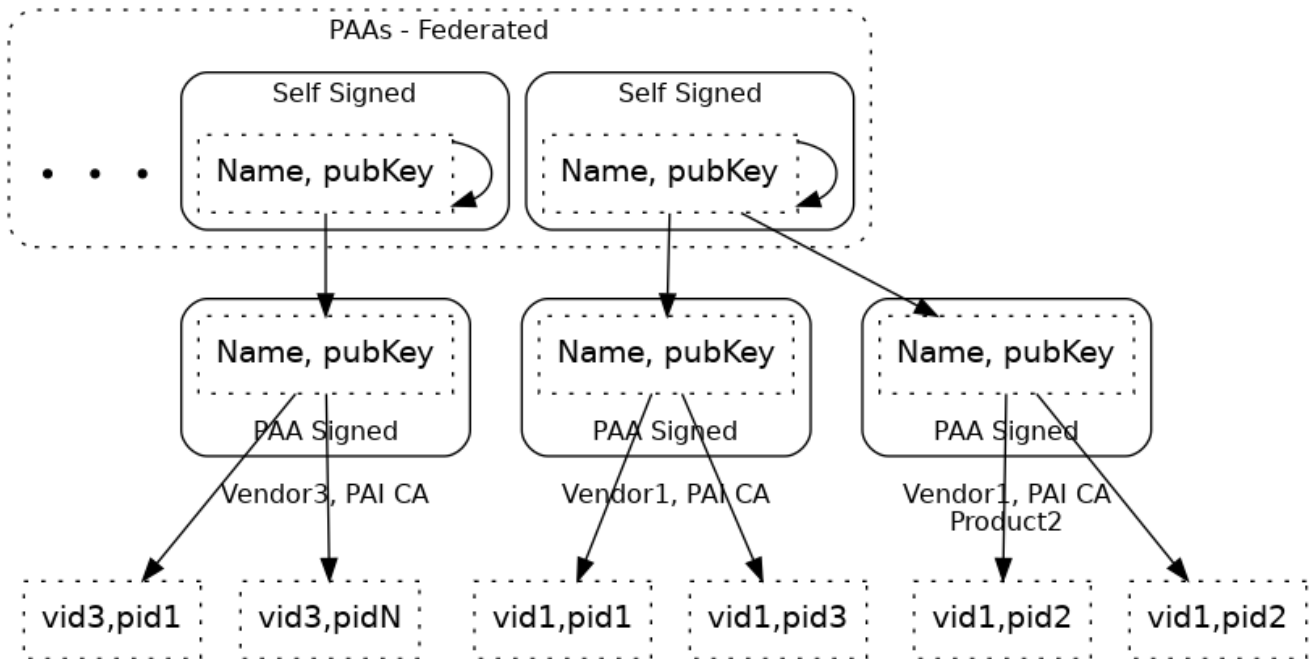 PAAs - Federated
Self Signed
Self Signed
. . .
Name, pubKey
Name, pubKey
Name, pubKey
Name, pubKey
Name, pubKey
PAA Signed
PAA Signed
PAA Signed
Vendor3, PAI CA
Vendor1, PAI CA
Vendor1, PAI CA
Product2
vid3,pid1
vid3,pidN
vid1,pid1
vid1,pid3
vid1,pid2
vid1,pid2